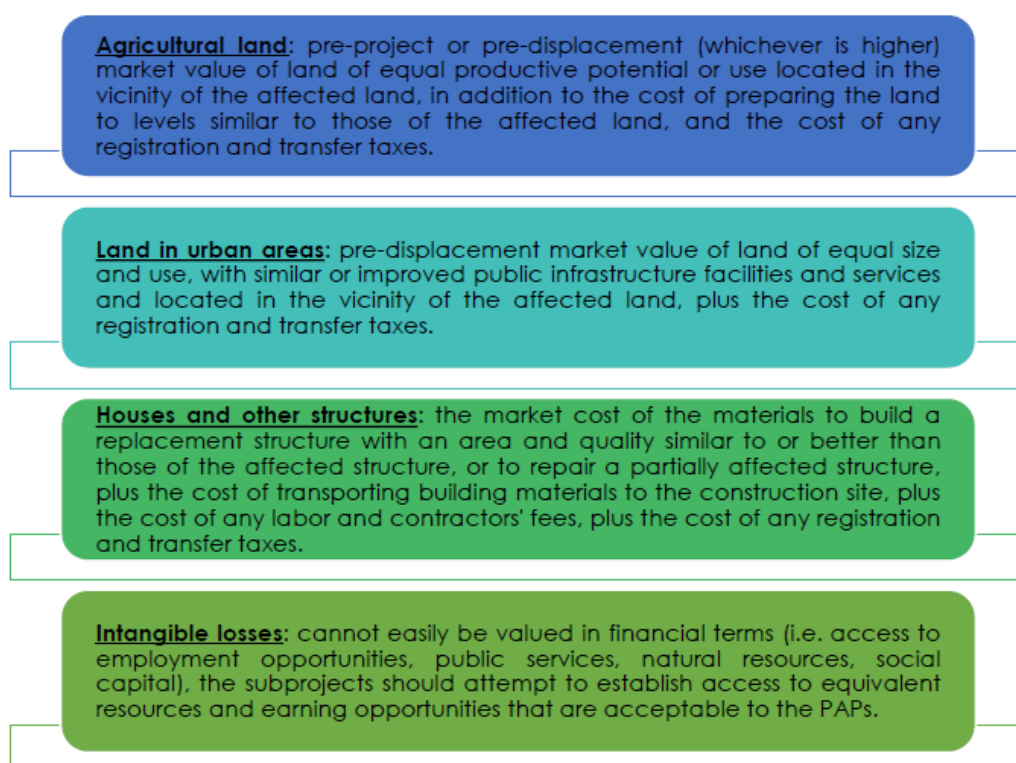 Agricultural land: pre-project or pre-displacement (whichever is higher)
market value of land of equal productive potential or use located in the
vicinity of the affected land, in addition to the cost of preparing the land
to levels similar to those of the affected land, and the cost of any
registration and transfer taxes.
Land in urban areas: pre-displacement market value of land of equal size
and use, with similar or improved public infrastructure facilities and services
and located in the vicinity of the affected land, plus the cost of any
registration and transfer taxes.
Houses and other structures: the market cost of the materials to build a
replacement structure with an area and quality similar to or better than
those of the affected structure, or to repair a partially affected structure,
plus the cost of transporting building materials to the construction site, plus
the cost of any labor and contractors' fees, plus the cost of any registration
and transfer taxes.
Intangible losses: cannot easily be valued in financial terms (i.e. access to
employment opportunities, public services, natural resources, social
capital), the subprojects should attempt to establish access to equivalent
resources and earning opportunities that are acceptable to the PAPs.